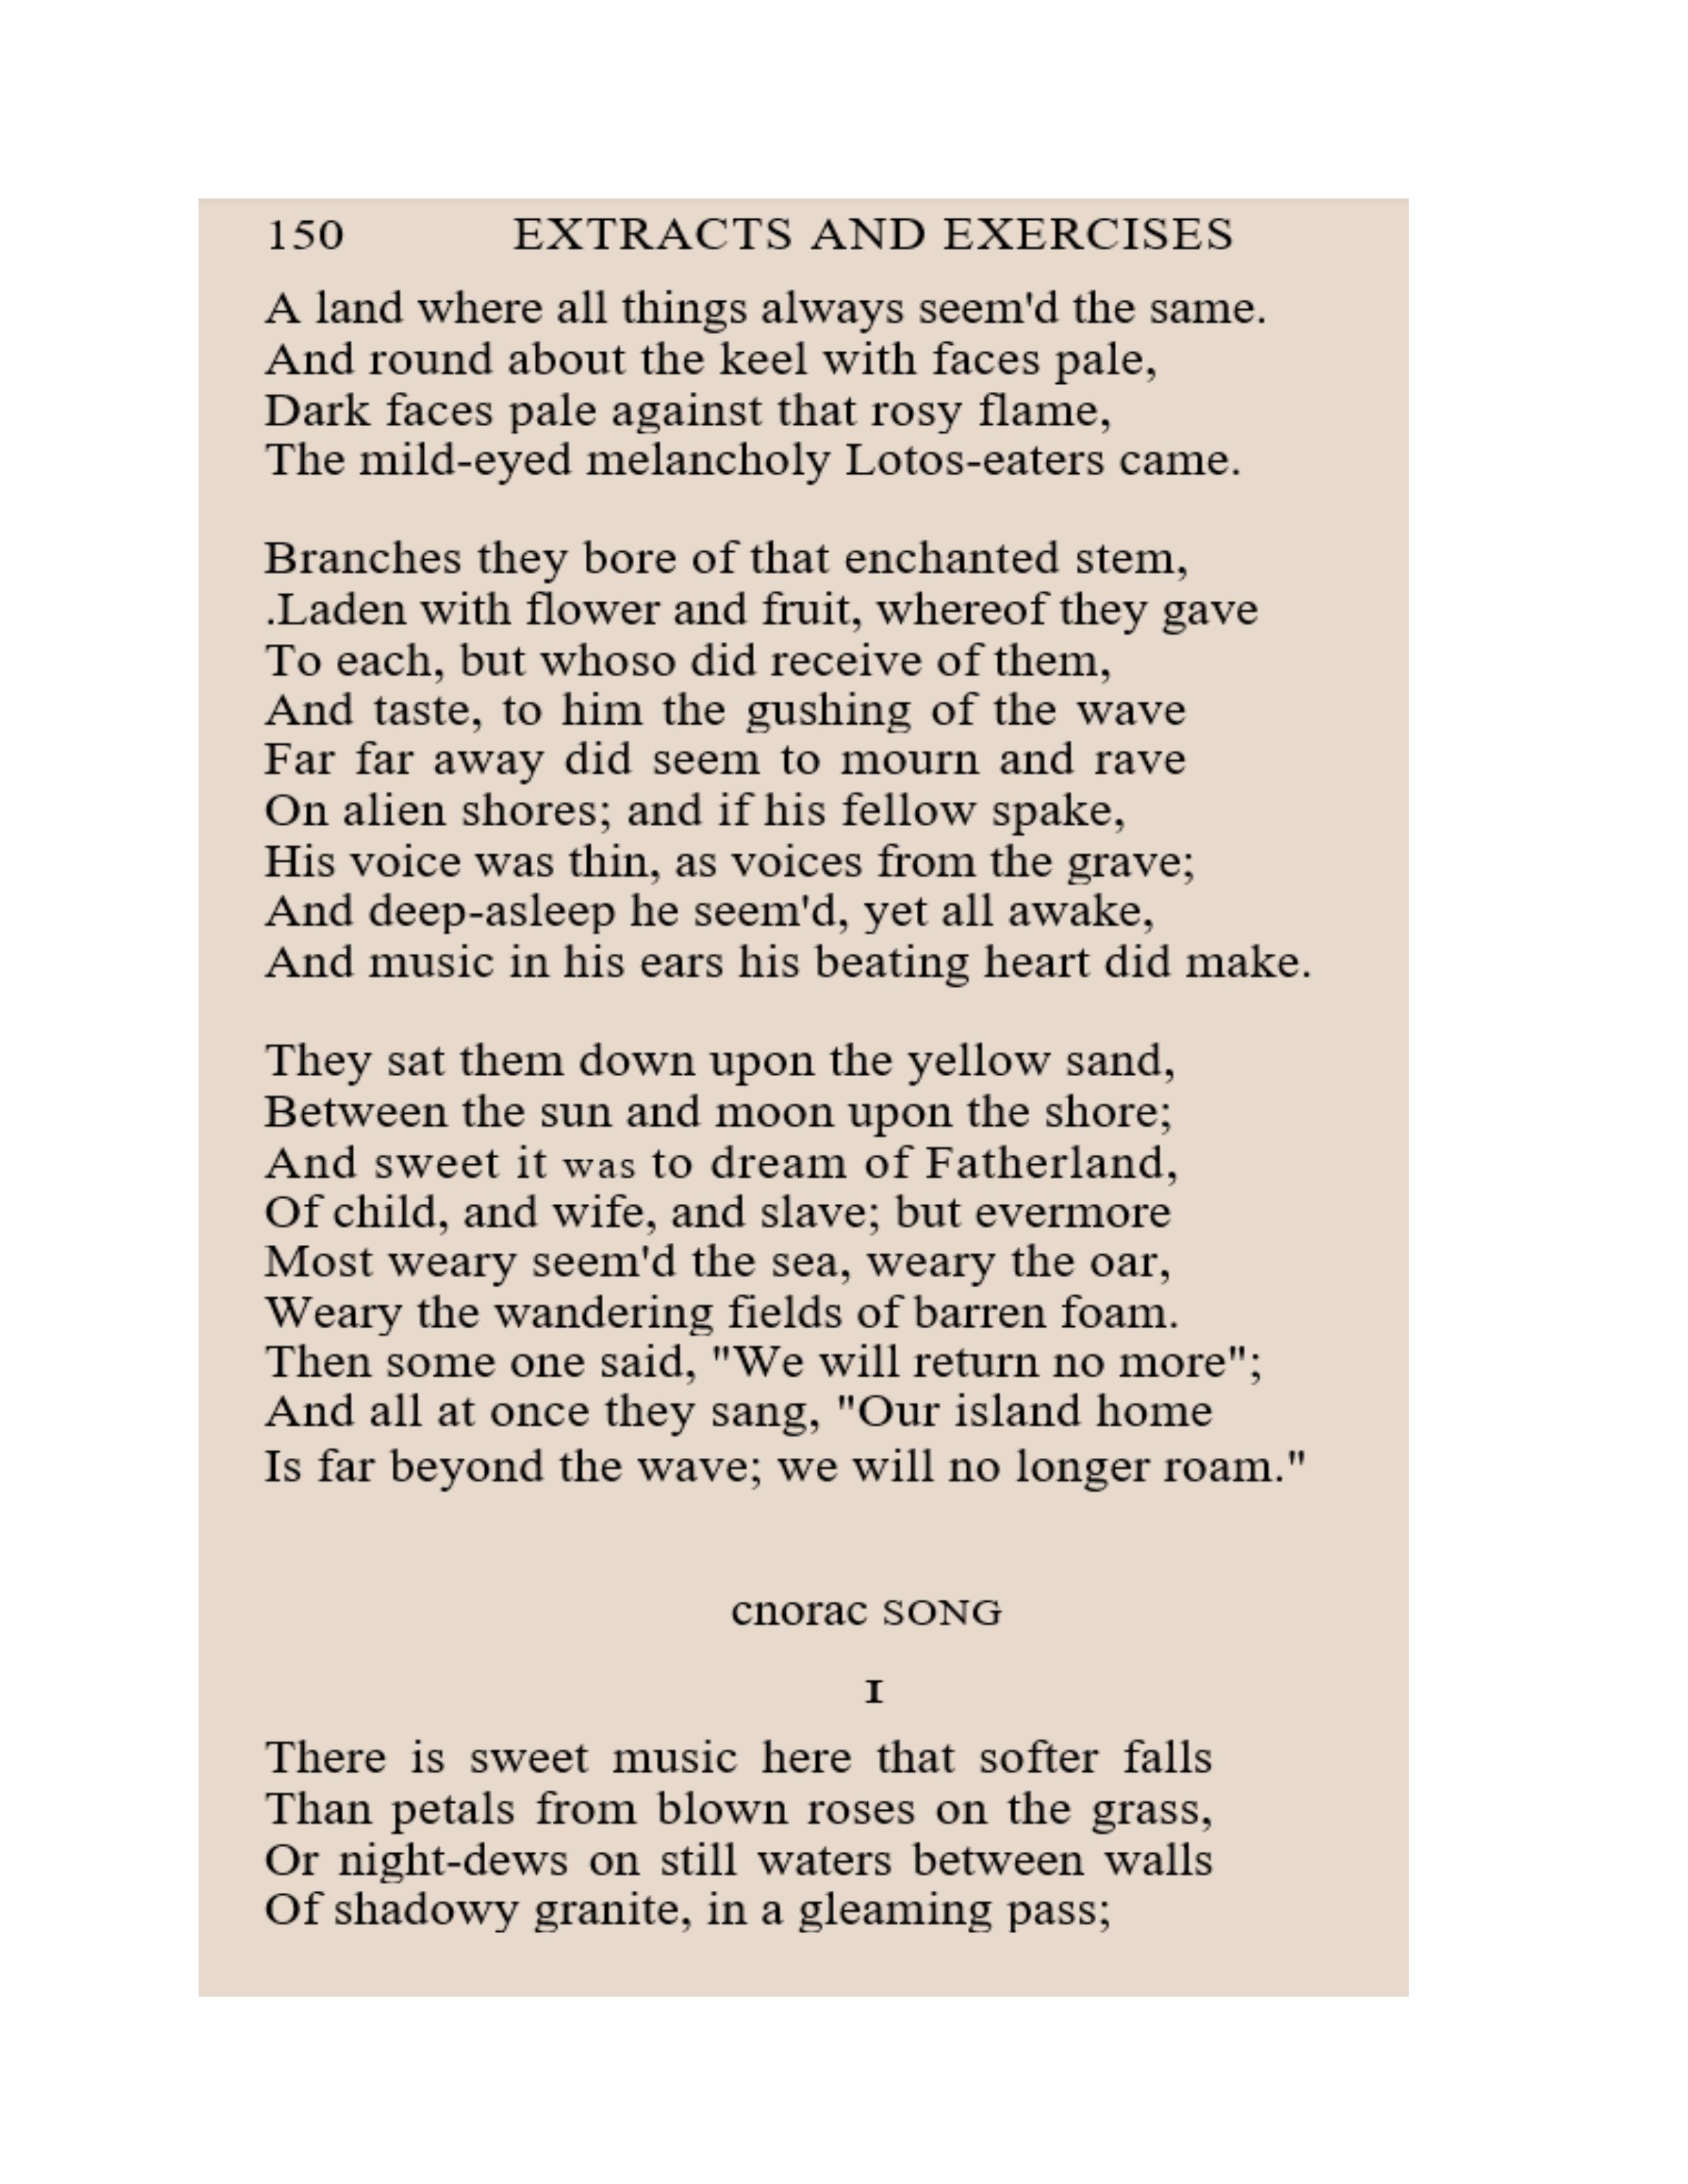 150 EXTRACTS AND EXERCISES
A land where all things always seem'd the same.
And round about the keel with faces pale,
Dark faces pale against that rosy flame,
The mild-eyed melancholy Lotos-eaters came.
Branches they bore of that enchanted stem,
.Laden with flower and fruit, whereof they gave
To each, but whoso did receive of them,
And taste, to him the gushing of the wave
Far far away did seem to mourn and rave
On alien shores; and if his fellow spake,
His voice was thin, as voices from the grave;
And deep-asleep he seem'd, yet all awake,
And music in his ears his beating heart did make.
They sat them down upon the yellow sand,
Between the sun and moon upon the shore;
And sweet it was to dream of Fatherland,
Of child, and wife, and slave; but evermore
Most weary seem'd the sea, weary the oar,
Weary the wandering fields of barren foam.
Then some one said, "We will return no more";
And all at once they sang, "Our island home
Is far beyond the wave; we will no longer roam."
cnorac SONG
I
There is sweet music here that softer falls
Than petals from blown roses on the grass,
Or night-dews on still waters between walls
Of shadowy granite, in a gleaming pass;